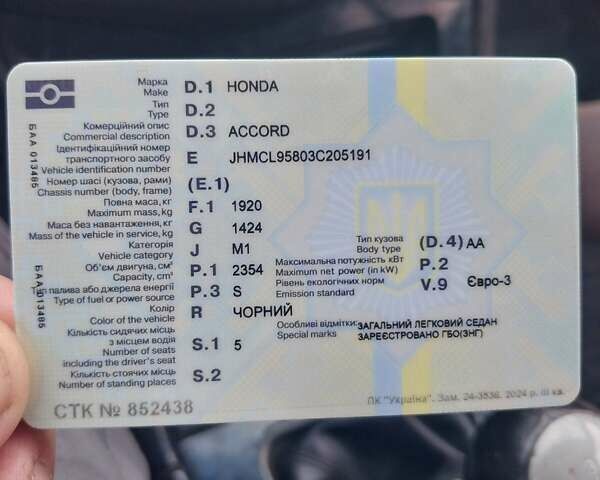 Марка D.1 HONDA
Make
Тип D.2
Type
Комерційний опис D.3 ACCORD
Commercial description
Ідентифікаційний номер
транспортного засобу E JHMCL95803C205191
Vehicle identification number
Номер шасі (кузова, рами) (E.1)
Chassis number (body, frame)
Повна маса, кг F.1 1920
Maximum mass, kg
Маса без навантаження, кг G 1424
Mass of the vehicle in service, kg
Категорія J M1 Тип кузова (D.4) AA
Vehicle category Body type
Об'єм двигуна, см³ P.1 2354 Максимальна потужність кВт P.2
Capacity, cm³ Maximum net power (in kW)
Тип палива або джерела енергії P.3 S Рівень екологічних норм V.9 Євро-3
Type of fuel or power source Emission standard
Колір R ЧОРНИЙ
Color of the vehicle
Особливі відмітки: ЗАГАЛЬНИЙ ЛЕГКОВИЙ СЕДАН
Special marks ЗАРЕЄСТРОВАНО ГБО(ЗНГ)
Кількість сидячих місць
з місцем водія S.1 5
Number of seats
including the driver's seat
Кількість стоячих місць S.2
Number of standing places
СТК № 852438
ПК "Україна". Зам. 24-3536. 2024 р. III кв.
БАА 013485
БАА 013485